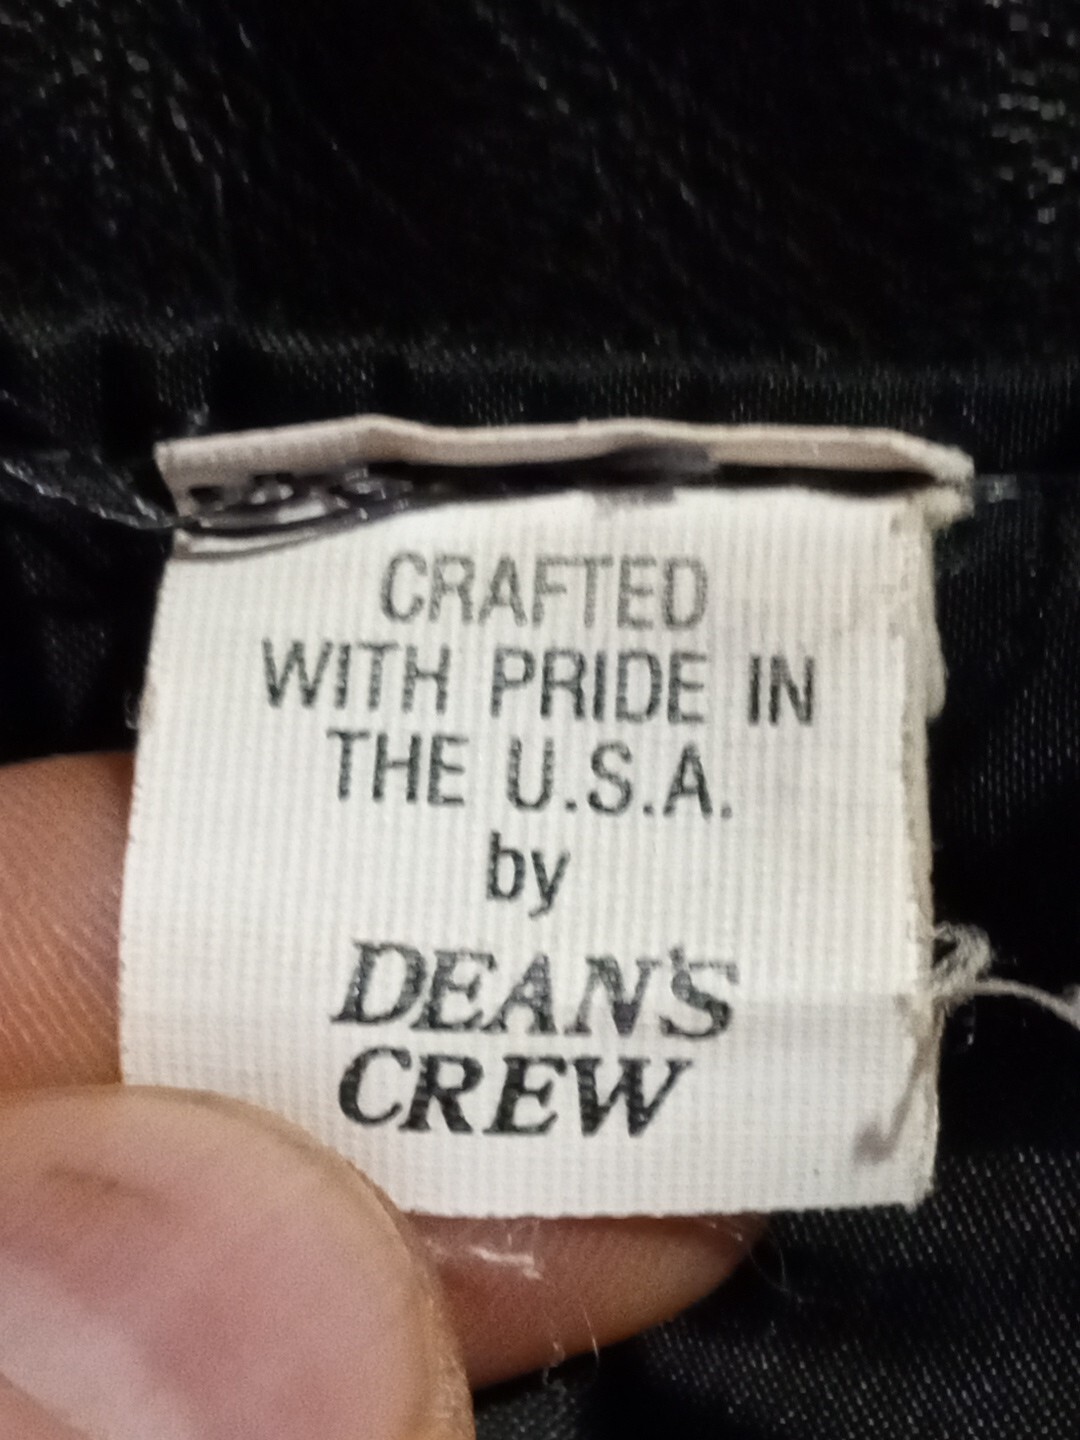 CRAFTED
WITH PRIDE IN
THE U.S.A.
by
DEAN'S
CREW